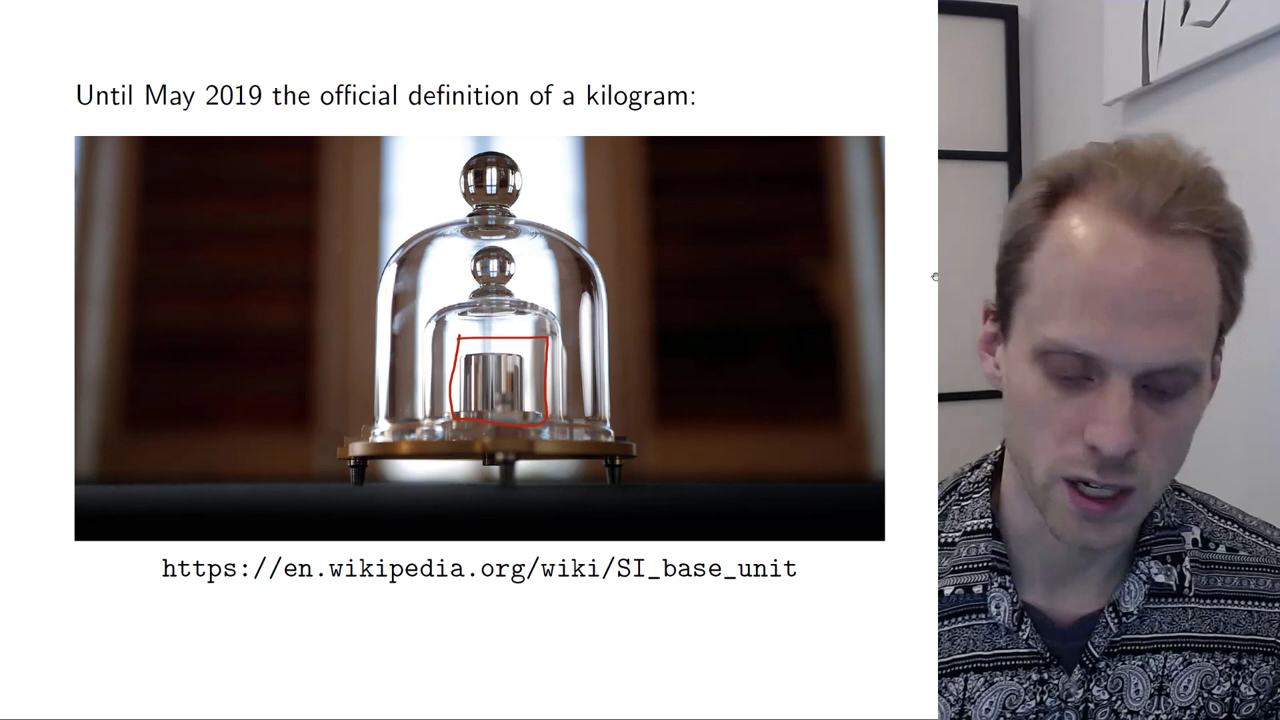 Until May 2019 the official definition of a kilogram:
https://en.wikipedia.org/wiki/SI_base_unit